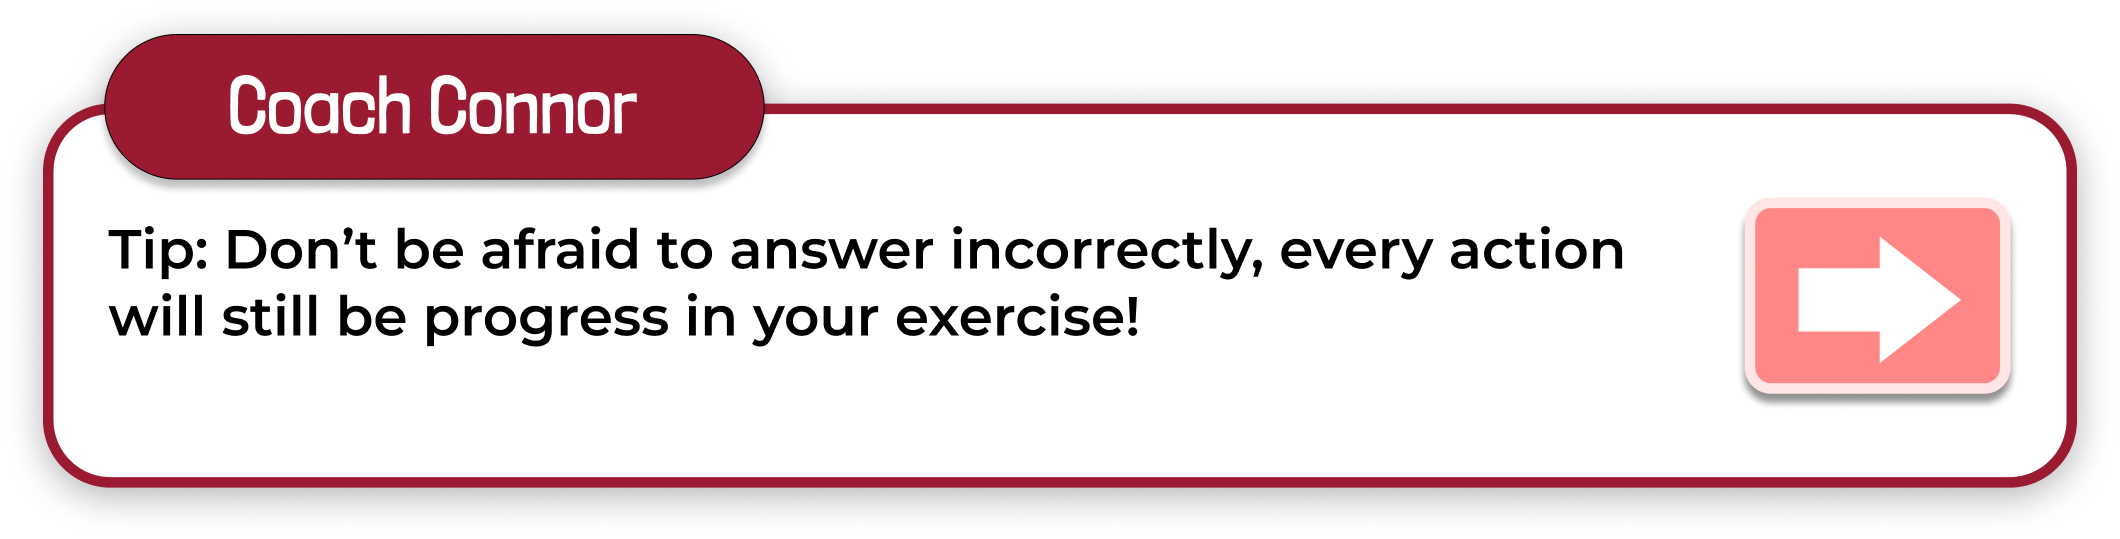 Coach Connor
Tip: Don’t be afraid to answer incorrectly, every action
will still be progress in your exercise!